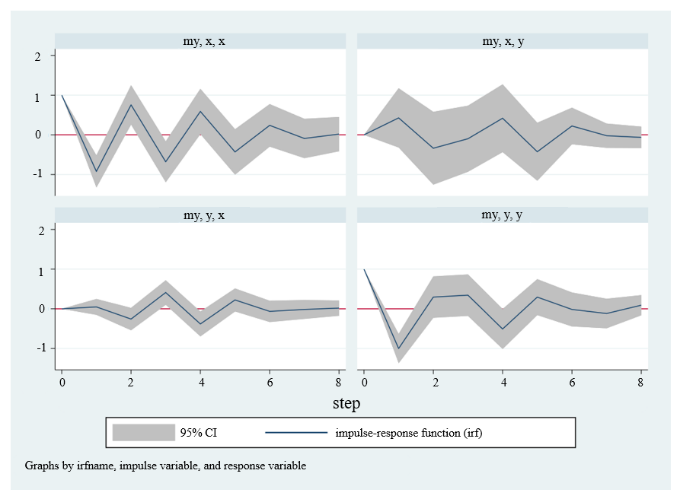 my, x, x
my, x, y
2
1
0
-1
my, y, x
my, y, y
2
1
0
-1
0 2 4 6 8
0 2 4 6 8
step
95% CI
impulse-response function (irf)
Graphs by irfname, impulse variable, and response variable